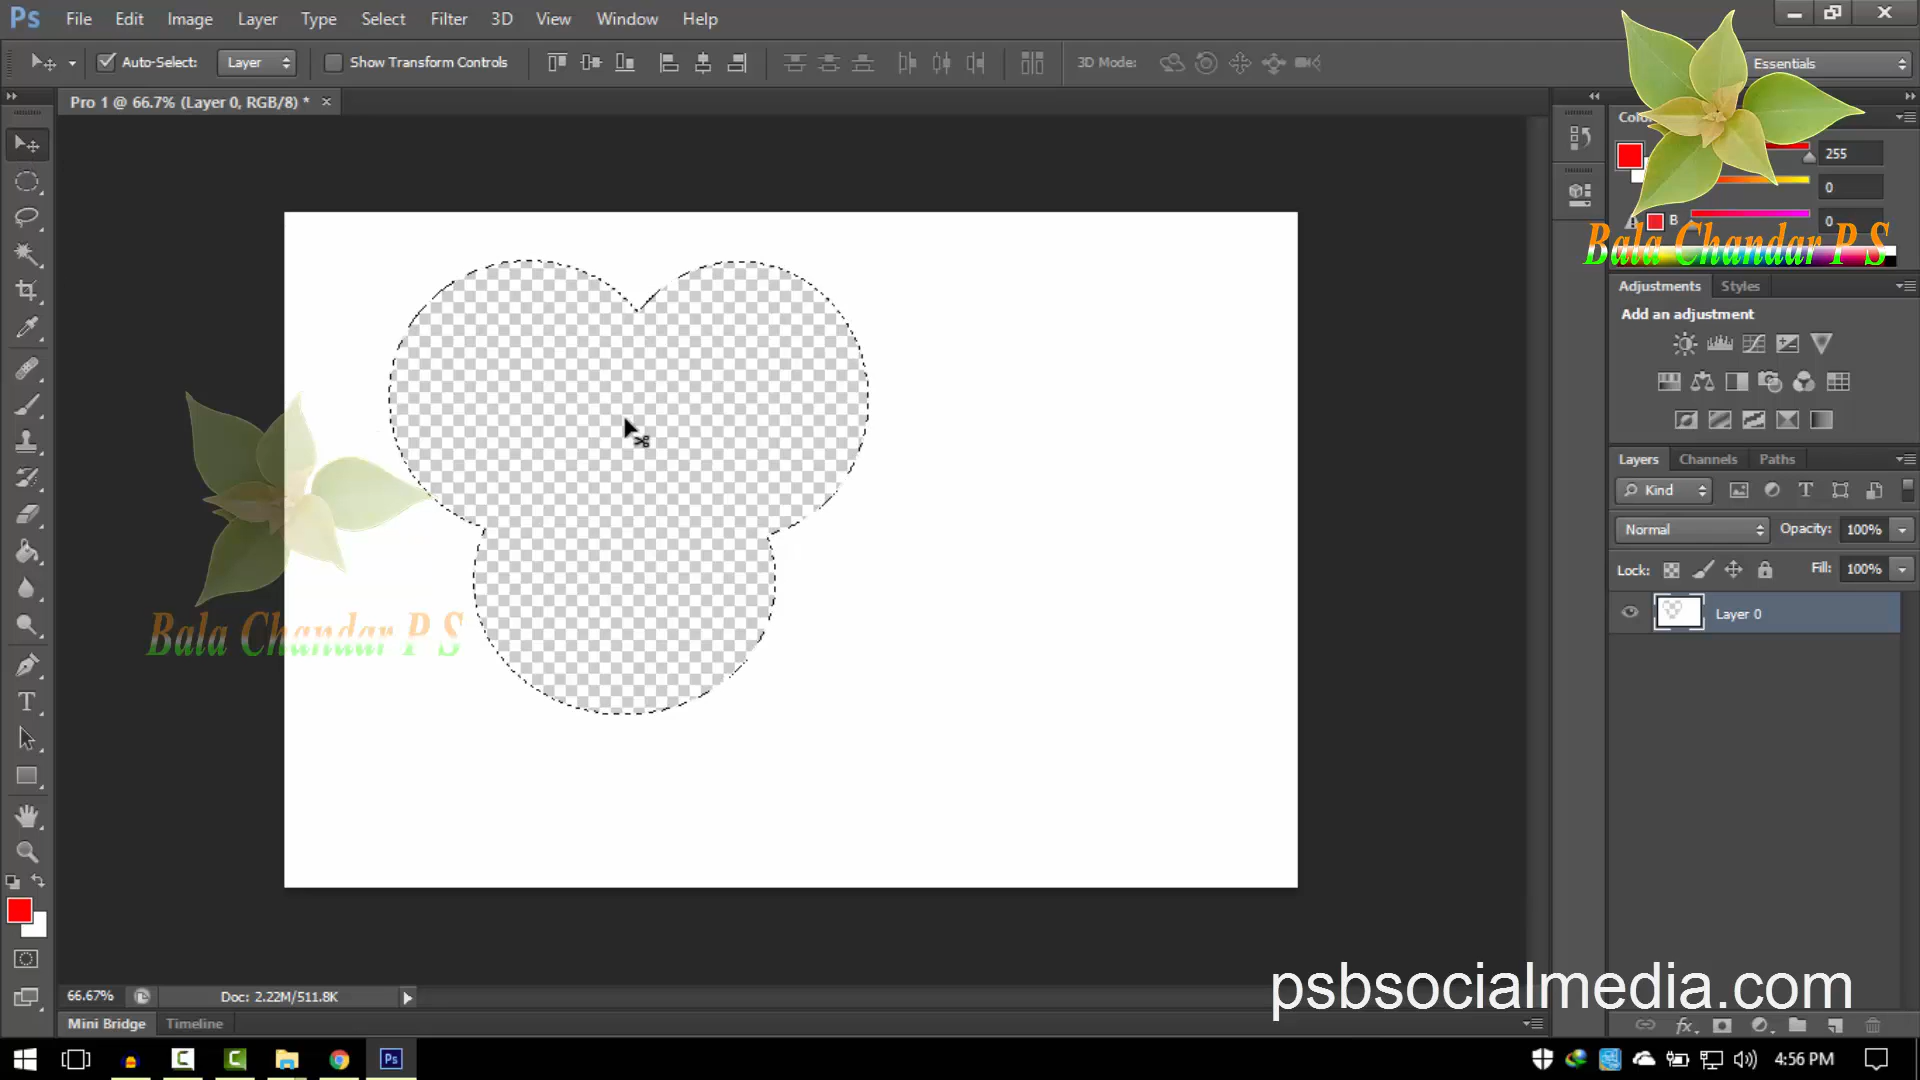 Ps File Edit Image Layer Type Select Filter 3D View Window Help
Auto-Select: Layer Show Transform Controls 3D Mode: Essentials
Pro 1 @ 66.7% (Layer 0, RGB/8) * ×
255
0
B 0
Bala Chandar P S
Adjustments Styles
Add an adjustment
Layers Channels Paths
Kind
Normal Opacity: 100%
Lock: Fill: 100%
Layer 0
Bala Chandar P S
T
66.67% Doc: 2.22M/511.8K
psbsocialmedia.com
Mini Bridge Timeline
fx
Ps 4:56 PM